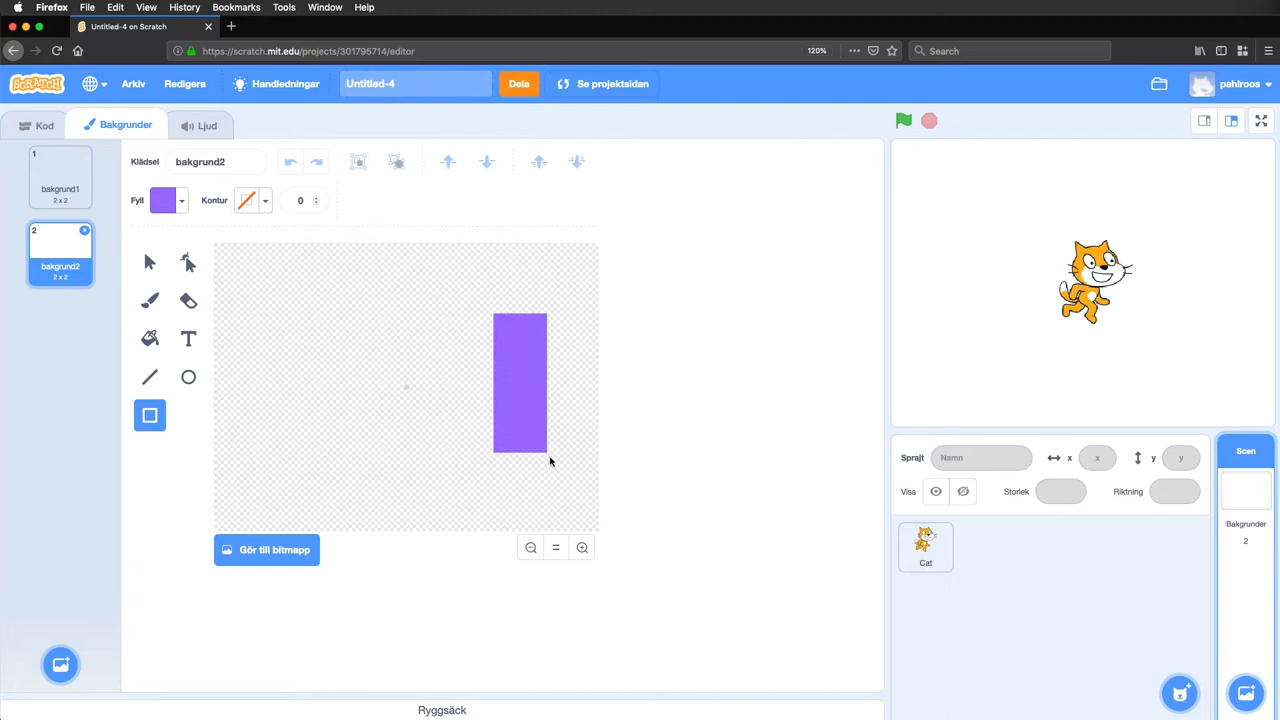 Firefox File Edit View History Bookmarks Tools Window Help
Untitled-4 on Scratch
https://scratch.mit.edu/projects/301795714/editor 120% Search
SCRATCH Arkiv Redigera Handledningar Untitled-4 Dela Se projektsidan pahlroos
Kod Bakgrunder Ljud
1
bakgrund1
2 x 2
2
bakgrund2
2 x 2
Klädsel bakgrund2
Fyll Kontur 0
T
Gör till bitmapp
Sprajt Namn x x y y
Visa Storlek Riktning
Cat
Scen
Bakgrunder
2
Ryggsäck